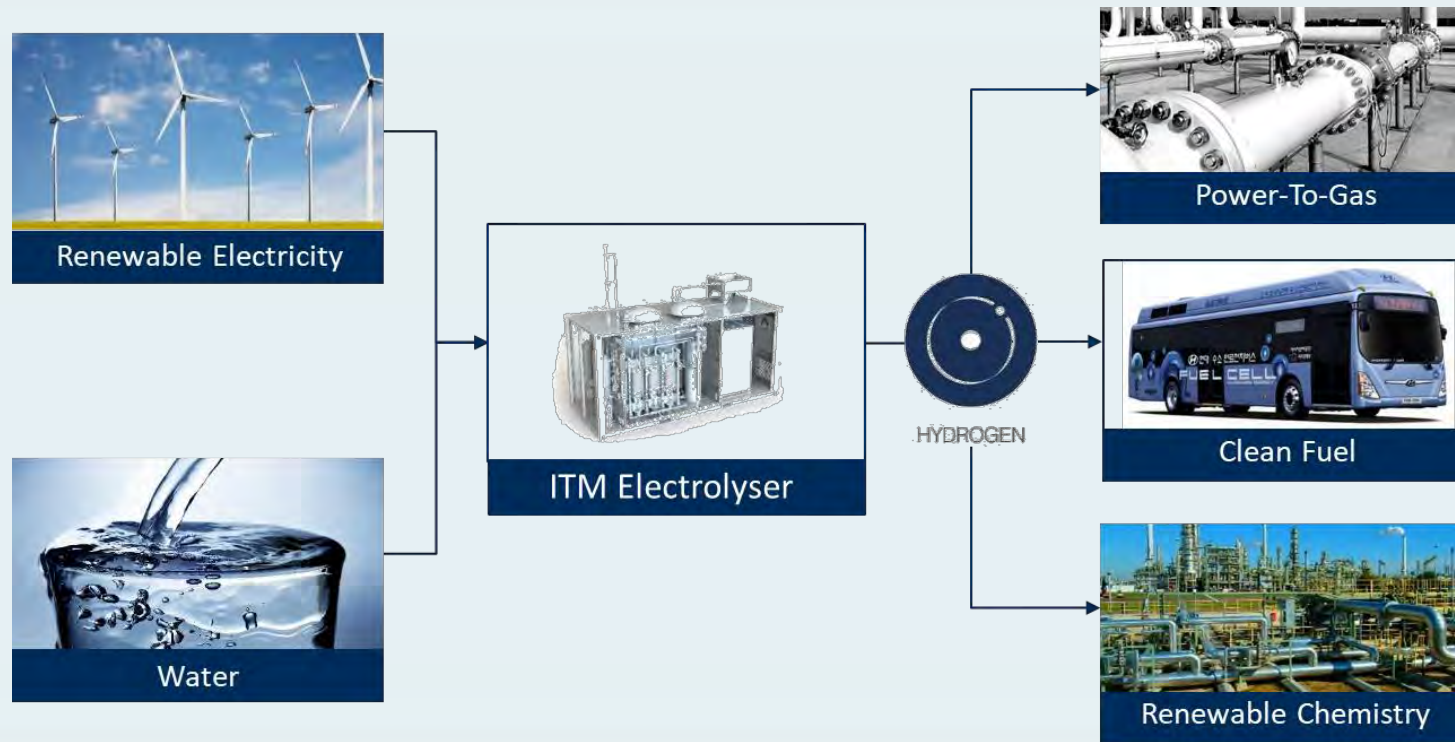 Renewable Electricity
Water
ITM Electrolyser
HYDROGEN
Power-To-Gas
FUEL CELL
Clean Fuel
Renewable Chemistry